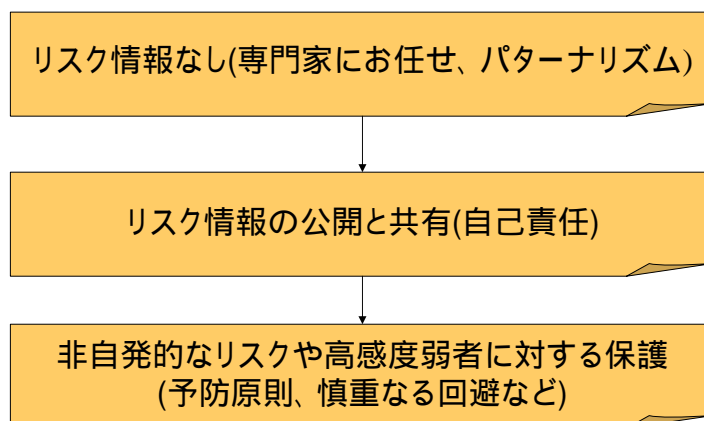 リスク情報なし(専門家にお任せ、パターナリズム)
リスク情報の公開と共有(自己責任)
非自発的なリスクや高感度弱者に対する保護
(予防原則、慎重なる回避など)